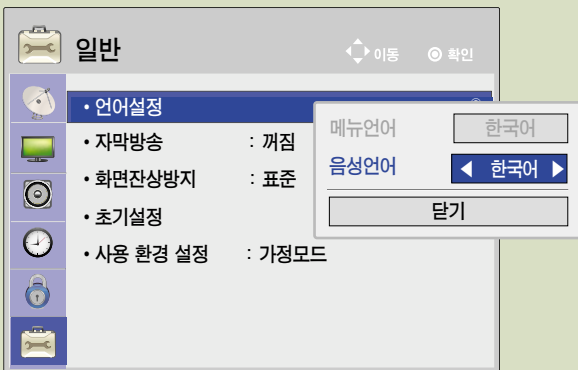 일반
이동 확인
• 언어설정
• 자막방송 : 꺼짐
• 화면잔상방지 : 표준
• 초기설정
• 사용 환경 설정 : 가정모드
메뉴언어 한국어
음성언어 ◀ 한국어 ▶
닫기